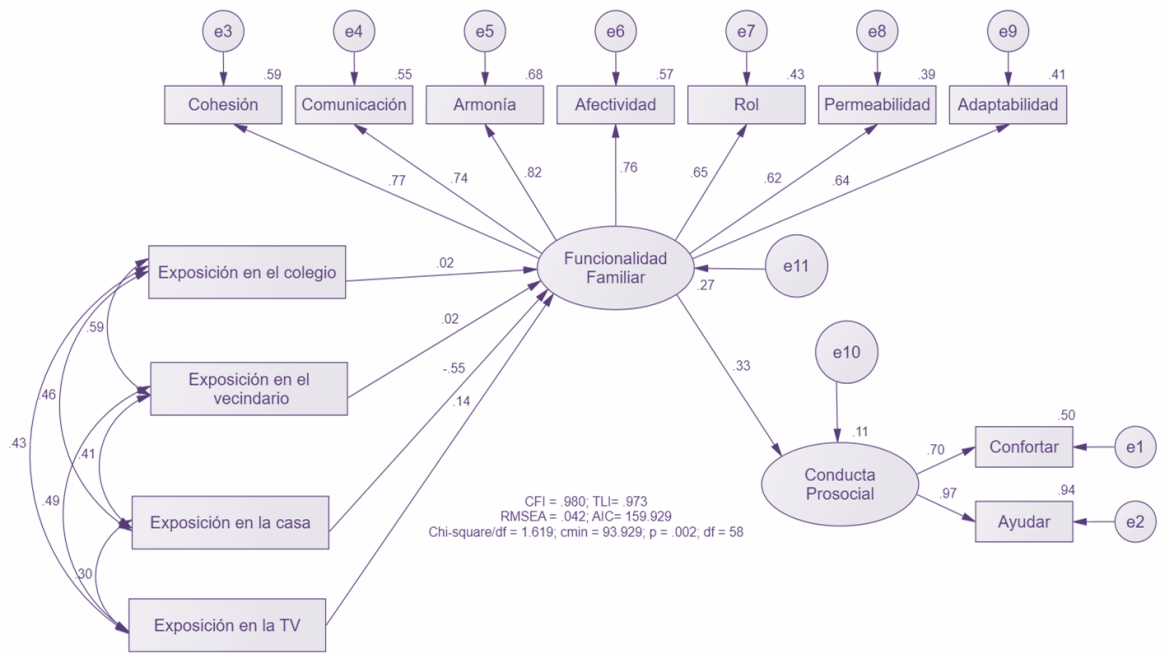 e3
e4
e5
e6
e7
e8
e9
.59
.55
.68
.57
.43
.39
.41
Cohesión
Comunicación
Armonía
Afectividad
Rol
Permeabilidad
Adaptabilidad
.77
.74
.82
.76
.65
.62
.64
Funcionalidad
Familiar
e11
.27
Exposición en el colegio
.02
.59
Exposición en el
vecindario
.02
-.55
.14
.46
.43
.41
.49
.33
e10
.11
Conducta
Prosocial
.70
.97
.50
Confortar
e1
.94
Ayudar
e2
Exposición en la casa
.30
Exposición en la TV
CFI = .980; TLI= .973
RMSEA = .042; AIC= 159.929
Chi-square/df = 1.619; cmin = 93.929; p = .002; df = 58